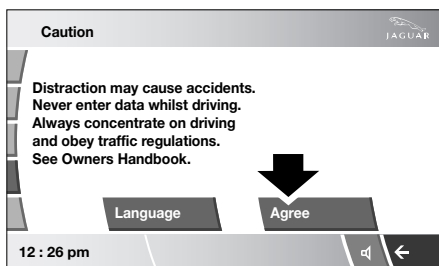 Caution
JAGUAR
Distraction may cause accidents.
Never enter data whilst driving.
Always concentrate on driving
and obey traffic regulations.
See Owners Handbook.
Language
Agree
12 : 26 pm